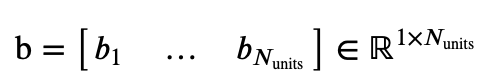 b = [ b₁ … b_{N_units} ] ∈ ℝ^{1×N_units}